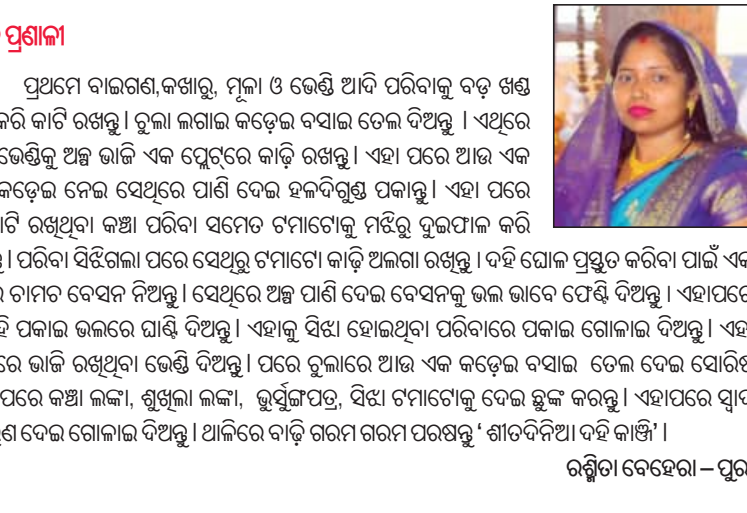 ପ୍ରଣାଳୀ
ପ୍ରଥମେ ବାଇଗଣ,କଖାରୁ, ମୂଳା ଓ ଭେଣ୍ଡି ଆଦି ପରିବାକୁ ବଡ଼ ଖଣ୍ଡ
କରି କାଟି ରଖନ୍ତୁ। ଚୁଲା ଲଗାଇ କଡ଼େଇ ବସାଇ ତେଲ ଦିଅନ୍ତୁ । ଏଥିରେ
ଭେଣ୍ଡିକୁ ଅଳ୍ପ ଭାଜି ଏକ ପ୍ଲେଟ୍‌ରେ କାଢ଼ି ରଖନ୍ତୁ। ଏହା ପରେ ଆଉ ଏକ
କଡ଼େଇ ନେଇ ସେଥିରେ ପାଣି ଦେଇ ହଳଦିଗୁଣ୍ଡ ପକାନ୍ତୁ। ଏହା ପରେ
ରଖିଥିବା କଞ୍ଚା ପରିବା ସମେତ ଟମାଟୋକୁ ମଝିରୁ ଦୁଇଫାଳ କରି
। ପରିବା ସିଝିଗଲା ପରେ ସେଥିରୁ ଟମାଟୋ କାଢ଼ି ଅଲଗା ରଖନ୍ତୁ । ଦହି ଘୋଳ ପ୍ରସ୍ତୁତ କରିବା ପାଇଁ ଏକ
ଚାମଚ ବେସନ ନିଅନ୍ତୁ। ସେଥିରେ ଅଳ୍ପ ପାଣି ଦେଇ ବେସନକୁ ଭଲ ଭାବେ ଫେଣ୍ଟି ଦିଅନ୍ତୁ । ଏହାପରେ
ପକାଇ ଭଲରେ ଘାଣ୍ଟି ଦିଅନ୍ତୁ। ଏହାକୁ ସିଝା ହୋଇଥିବା ପରିବାରେ ପକାଇ ଗୋଳାଇ ଦିଅନ୍ତୁ।
ଭାଜି ରଖିଥିବା ଭେଣ୍ଡି ଦିଅନ୍ତୁ। ପରେ ଚୁଲାରେ ଆଉ ଏକ କଡ଼େଇ ବସାଇ ତେଲ ଦେଇ
ପରେ କଞ୍ଚା ଲଙ୍କା, ଶୁଖିଲା ଲଙ୍କା, ଭୁର୍ସୁଙ୍ଗପତ୍ର, ସିଝା ଟମାଟୋକୁ ଦେଇ ଛୁଙ୍କ କରନ୍ତୁ। ଏହାପରେ
ଦେଇ ଗୋଳାଇ ଦିଅନ୍ତୁ। ଥାଳିରେ ବାଢ଼ି ଗରମ ଗରମ ପରଷନ୍ତୁ ‘ ଶୀତଦିନିଆ ଦହି କାଞ୍ଜି’ ।
ରଶ୍ମିତା ବେହେରା –